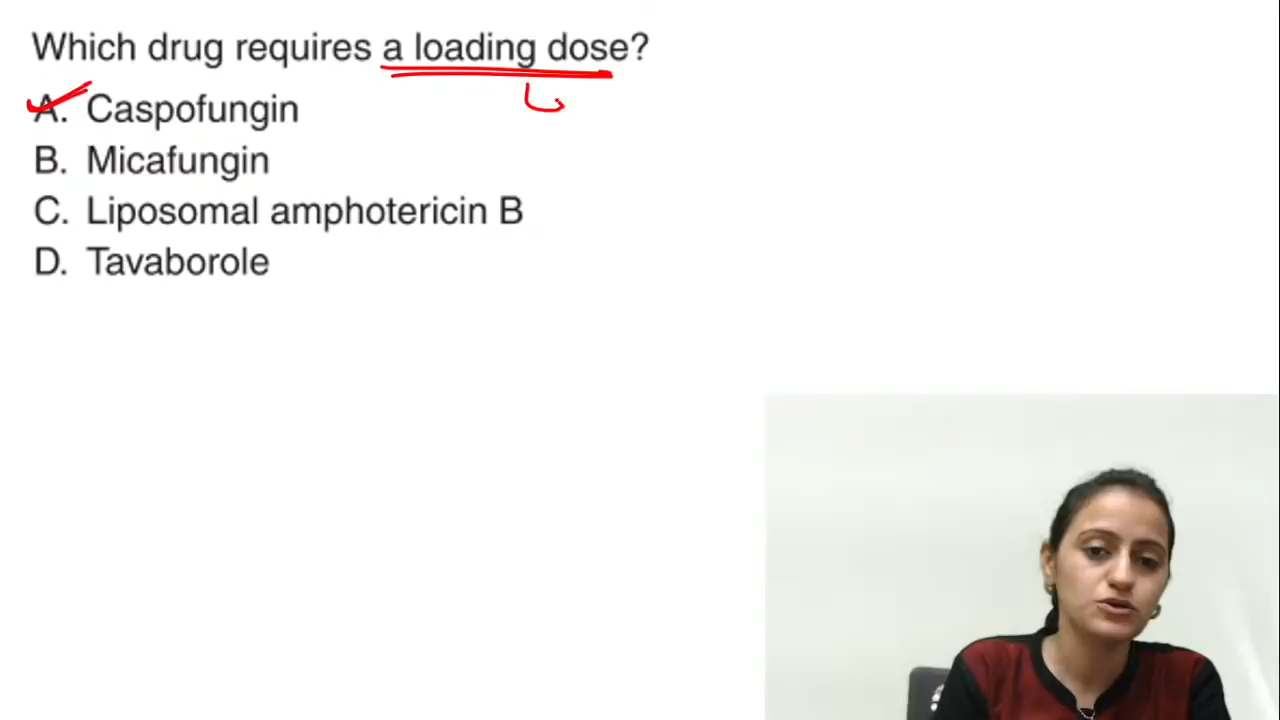 Which drug requires a loading dose?
A. Caspofungin
B. Micafungin
C. Liposomal amphotericin B
D. Tavaborole